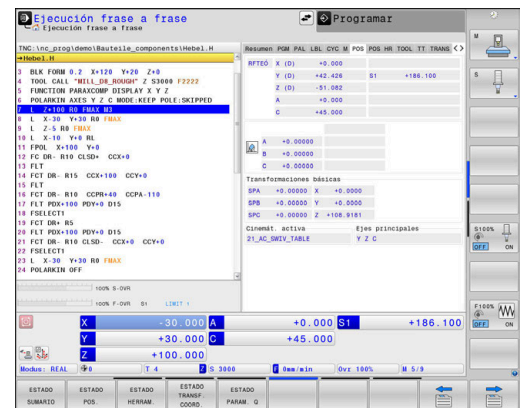 Ejecución frase a frase
Ejecución frase a frase
Programar
TNC:\nc_prog\demo\Bauteile_components\Hebel.H
→Hebel.H
3 BLK FORM 0.2 X+120 Y+20 Z+0
4 TOOL CALL "MILL_D8_ROUGH" Z S3000 F2222
5 FUNCTION PARAXCOMP DISPLAY X Y Z
6 POLARKIN AXES Y Z C MODE:KEEP POLE:SKIPPED
7 L Z+100 R0 FMAX M3
8 L X-30 Y+30 R0 FMAX
9 L Z-5 R0 FMAX
10 L X-10 Y+0 RL
11 FPOL X+100 Y+0
12 FC DR- R10 CLSD+ CCX+0
13 FLT
14 FCT DR- R15 CCX+100 CCY+0
15 FLT
16 FCT DR- R10 CCPR+40 CCPA-110
17 FLT PDX+100 PDY+0 D15
18 FSELECT1
19 FCT DR+ R5
20 FLT PDX+100 PDY+0 D15
21 FCT DR- R10 CLSD- CCX+0 CCY+0
22 FSELECT1
23 L X-30 Y+30 R0 FMAX
24 POLARKIN OFF
100% S-OVR
100% F-OVR S1 LIMIT 1
Resumen PGM PAL LBL CYC M POS POS HR TOOL TT TRANS
RFTEÓ X (D) +0.000
Y (D) +42.426 S1 +186.100
Z (D) -51.082
A +0.000
C +45.000
A +0.00000
B +0.00000
C +0.00000
Transformaciones básicas
SPA +0.00000 X +0.0000
SPB +0.00000 Y +0.0000
SPC +0.00000 Z +108.9181
Cinemát. activa Ejes principales
21_AC_SWIV_TABLE Y Z C
X -30.000 A +0.000 S1 +186.100
Y +30.000 C +45.000
Z +100.000
Modus: REAL 0 T 4 Z S 3000 F 0mm/min Ovr 100% M 5/9
M
S
S100%
OFF ON
F100%
OFF ON
ESTADO SUMARIO
ESTADO POS.
ESTADO HERRAM.
ESTADO TRANSF. COORD.
ESTADO PARAM. Q